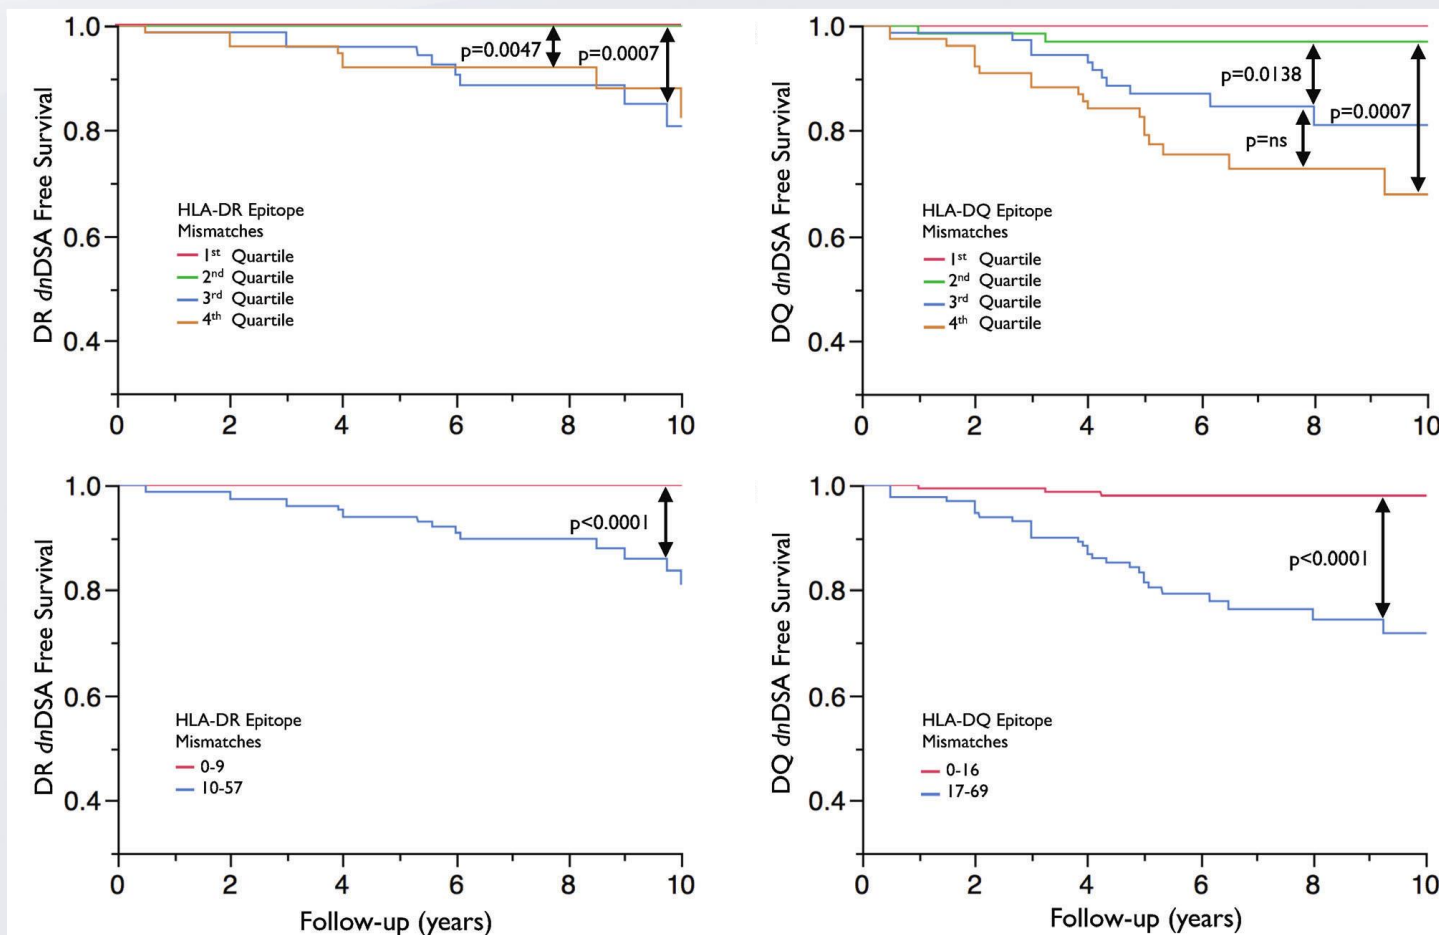 DR dnDSA Free Survival
1.0
0.8
0.6
0.4
p=0.0047
p=0.0007
HLA-DR Epitope
Mismatches
1st Quartile
2nd Quartile
3rd Quartile
4th Quartile
0 2 4 6 8 10
DQ dnDSA Free Survival
1.0
0.8
0.6
0.4
p=0.0138
p=0.0007
p=ns
HLA-DQ Epitope
Mismatches
1st Quartile
2nd Quartile
3rd Quartile
4th Quartile
0 2 4 6 8 10
DR dnDSA Free Survival
1.0
0.8
0.6
0.4
p<0.0001
HLA-DR Epitope
Mismatches
0-9
10-57
0 2 4 6 8 10
Follow-up (years)
DQ dnDSA Free Survival
1.0
0.8
0.6
0.4
p<0.0001
HLA-DQ Epitope
Mismatches
0-16
17-69
0 2 4 6 8 10
Follow-up (years)